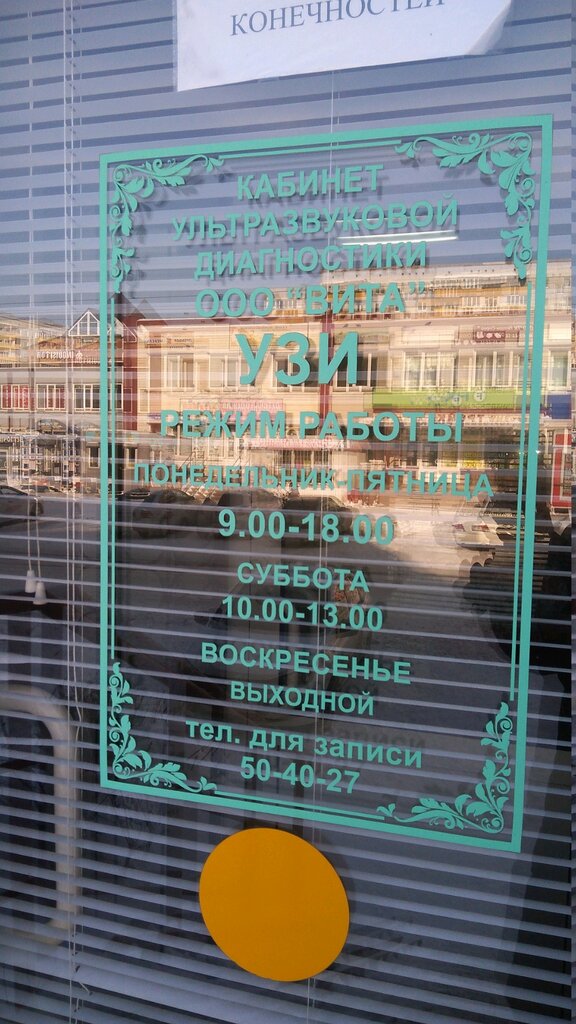 КОНЕЧНОСТЕЙ
КАБИНЕТ
УЛЬТРАЗВУКОВОЙ
ДИАГНОСТИКИ
ООО "ВИТА"
УЗИ
РЕЖИМ РАБОТЫ
ПОНЕДЕЛЬНИК-ПЯТНИЦА
9.00-18.00
СУББОТА
10.00-13.00
ВОСКРЕСЕНЬЕ
ВЫХОДНОЙ
тел. для записи
50-40-27